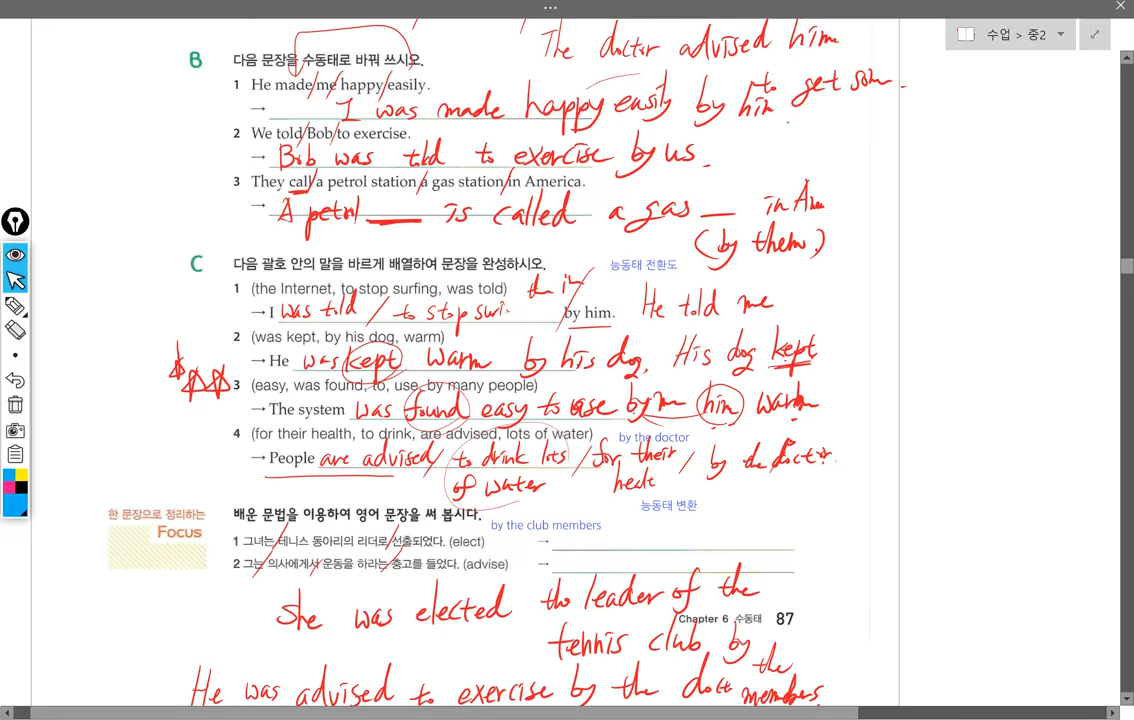 The doctor advised him
수업 > 중2
B 다음 문장을 수동태로 바꿔 쓰시오.
1 He made/me/happy/easily.
to get som
→ I was made happy easily by him
2 We told/Bob/to exercise.
→ Bob was told to exercise by us.
3 They call/a petrol station/a gas station/in America.
→ A petrol ___ is called a gas __ in Am
(by them)
C 다음 괄호 안의 말을 바르게 배열하여 문장을 완성하시오.
능동태 전환도
1 (the Internet, to stop surfing, was told) the in
→ I was told / to stop surf / by him. He told me
2 (was kept, by his dog, warm)
→ He was kept warm by his dog. His dog kept
3 (easy, was found, to, use, by many people)
→ The system was found easy to use by m him warm
4 (for their health, to drink, are advised, lots of water)
by the doctor
→ People are advised / to drink lots / for their / by the doctor.
of water healt
능동태 변환
한 문장으로 정리하는
Focus
배운 문법을 이용하여 영어 문장을 써 봅시다.
by the club members
1 그녀는/테니스 동아리의 리더로/선출되었다. (elect) →
2 그는/의사에게서/운동을 하라는/충고를 들었다. (advise) →
She was elected the leader of the
Chapter 6 수동태 87
tennis club by
the
He was advised to exercise by the doct members.